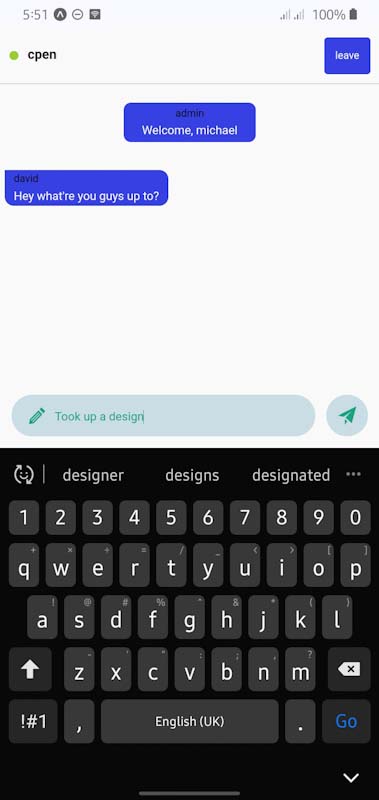 5:51 100%
cpen leave
admin
Welcome, michael
david
Hey what're you guys up to?
Took up a design
designer designs designated
1 2 3 4 5 6 7 8 9 0
+ × ÷ = / _ < > [ ]
q w e r t y u i o p
! @ # % ^ & * ( )
a s d f g h j k l
- ' " : ; , ?
z x c v b n m
!#1 , English (UK) . Go